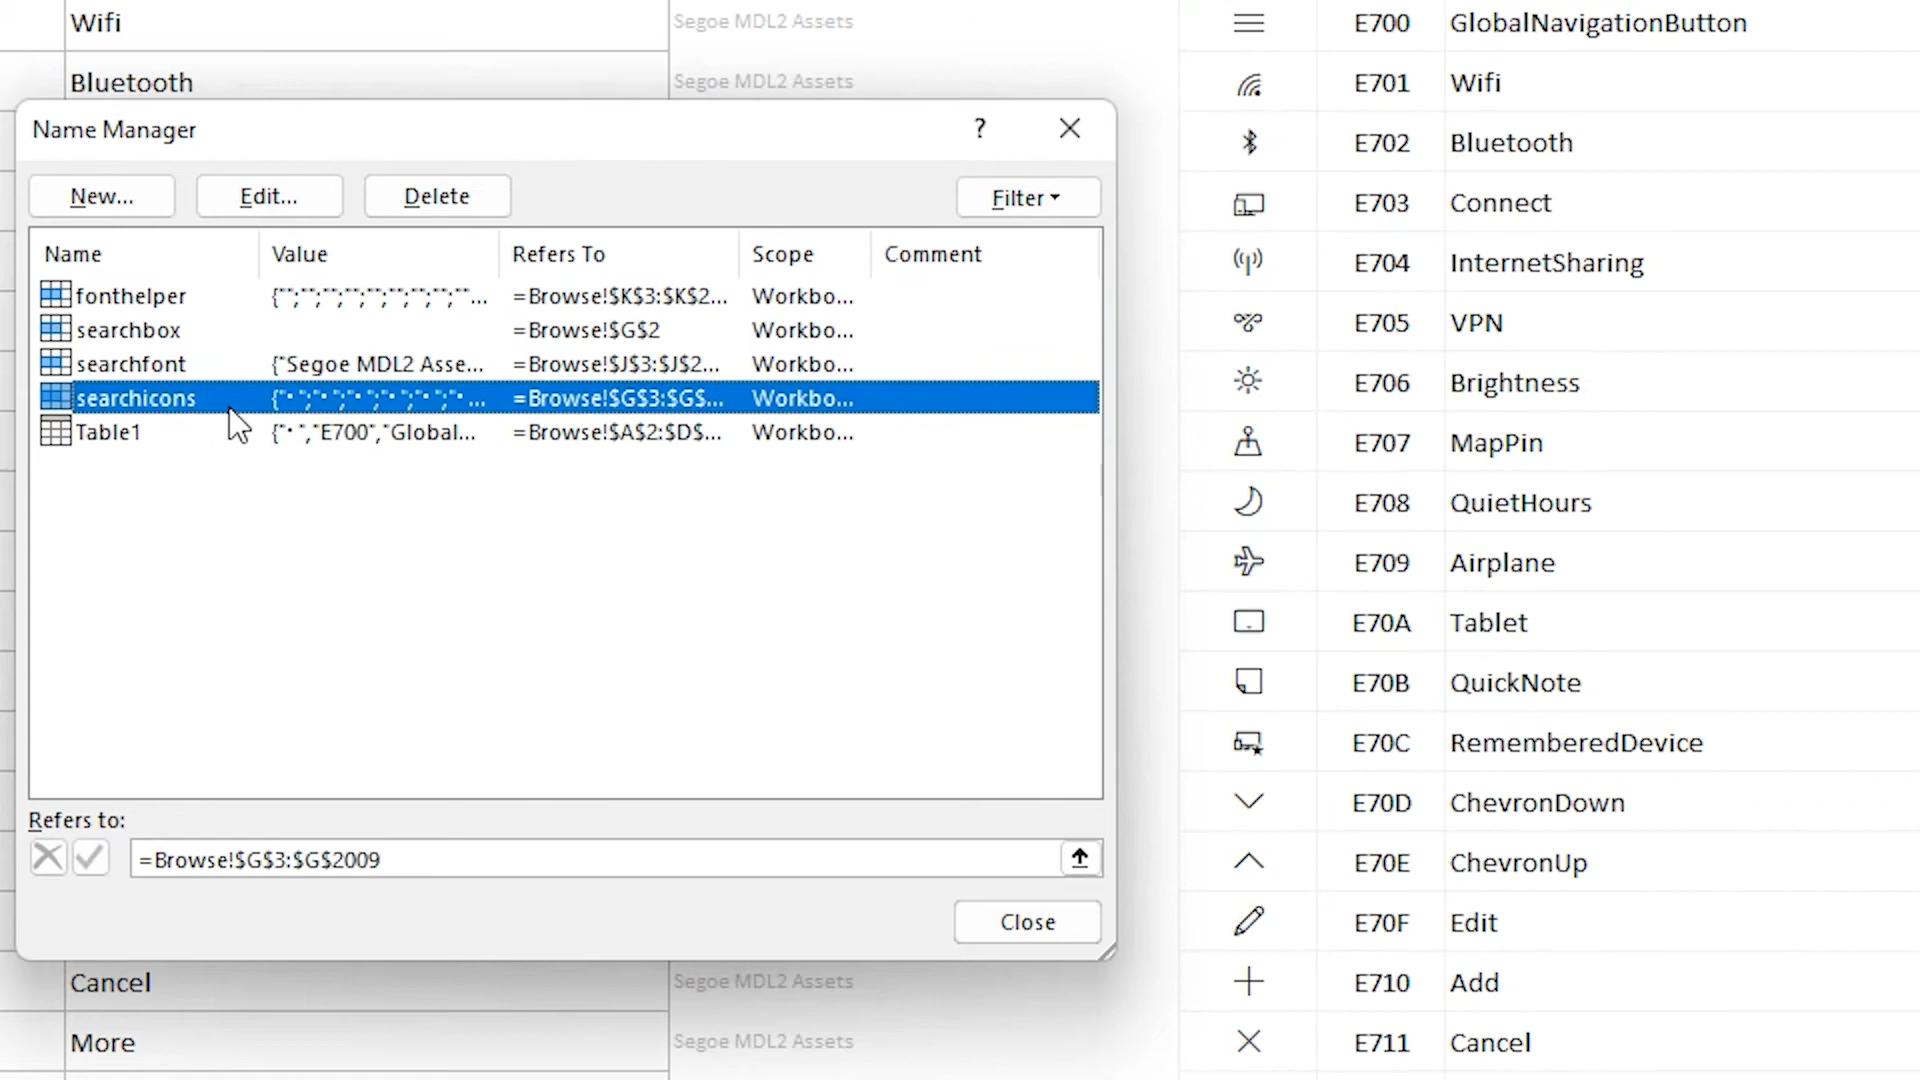 Wifi
Segoe MDL2 Assets
Bluetooth
Segoe MDL2 Assets
Name Manager
?
New...
Edit...
Delete
Filter
Name
Value
Refers To
Scope
Comment
fonthelper
{"";"";"";"";"";"";"";"";""...
=Browse!$K$3:$K$2...
Workbo...
searchbox
=Browse!$G$2
Workbo...
searchfont
{"Segoe MDL2 Asse...
=Browse!$J$3:$J$2...
Workbo...
searchicons
=Browse!$G$3:$G$...
Workbo...
Table1
{"· ","E700","Global...
=Browse!$A$2:$D$...
Workbo...
Refers to:
=Browse!$G$3:$G$2009
Close
Cancel
Segoe MDL2 Assets
More
Segoe MDL2 Assets
E700 GlobalNavigationButton
E701 Wifi
E702 Bluetooth
E703 Connect
E704 InternetSharing
E705 VPN
E706 Brightness
E707 MapPin
E708 QuietHours
E709 Airplane
E70A Tablet
E70B QuickNote
E70C RememberedDevice
E70D ChevronDown
E70E ChevronUp
E70F Edit
E710 Add
E711 Cancel